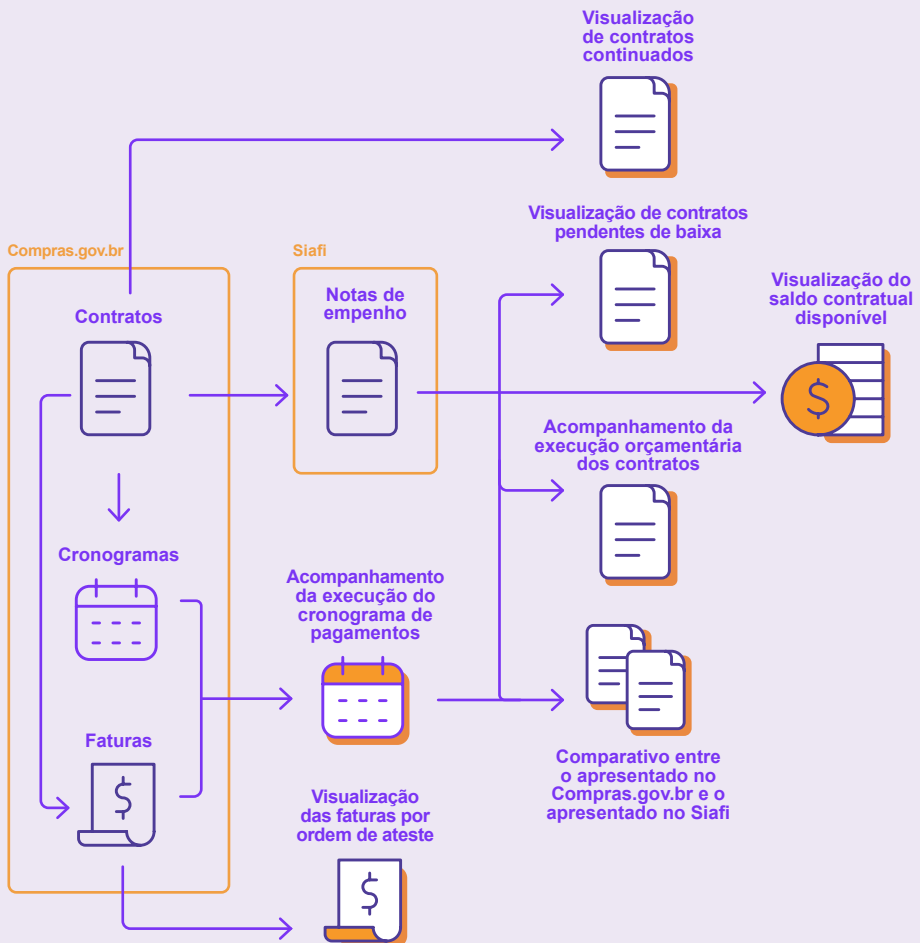 Visualização
de contratos
continuados
Visualização de contratos
pendentes de baixa
Compras.gov.br
Siafi
Contratos
Notas de
empenho
Visualização do
saldo contratual
disponível
Acompanhamento da
execução orçamentária
dos contratos
Cronogramas
Acompanhamento
da execução do
cronograma de
pagamentos
Faturas
Visualização
das faturas por
ordem de ateste
Comparativo entre
o apresentado no
Compras.gov.br e o
apresentado no Siafi
$
$
$